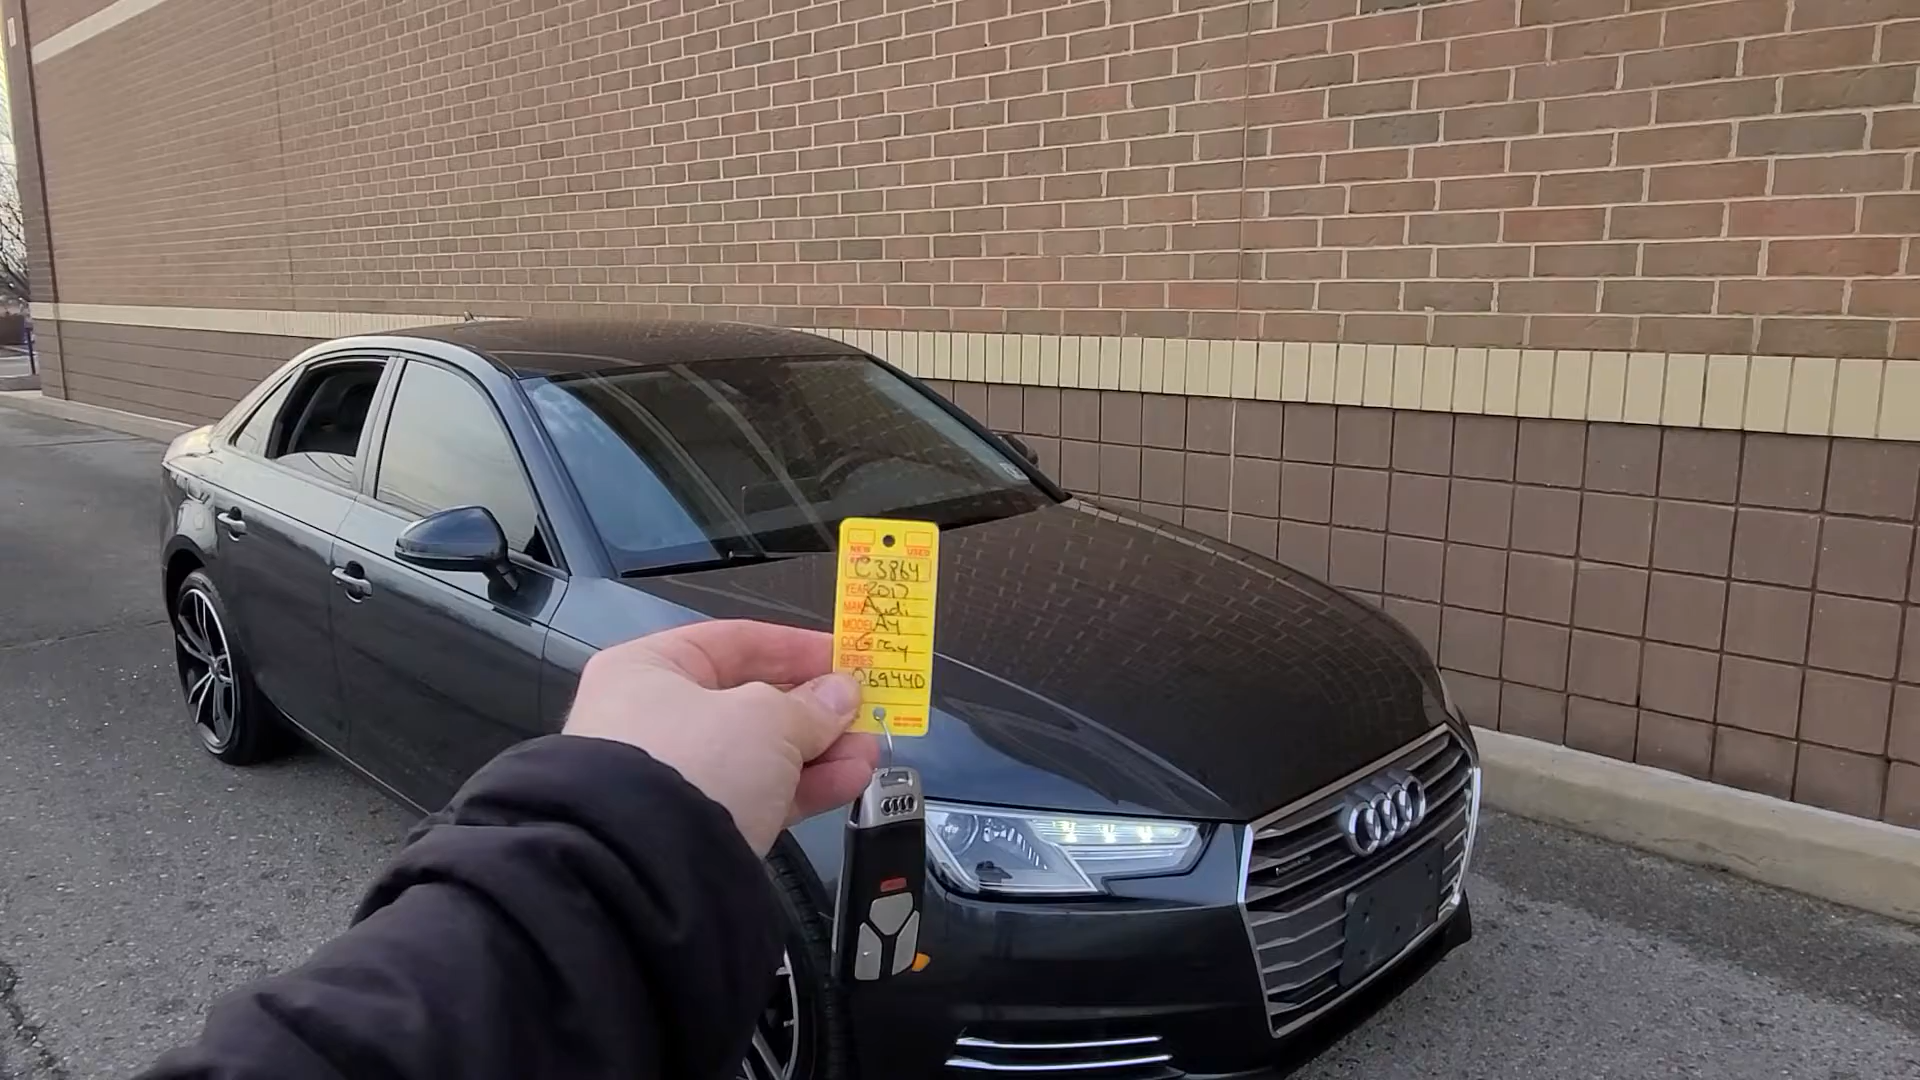 NEW USED
C3864
YEAR 2017
MAKE Audi
MODEL A4
COLOR Gray
SERIES
069440